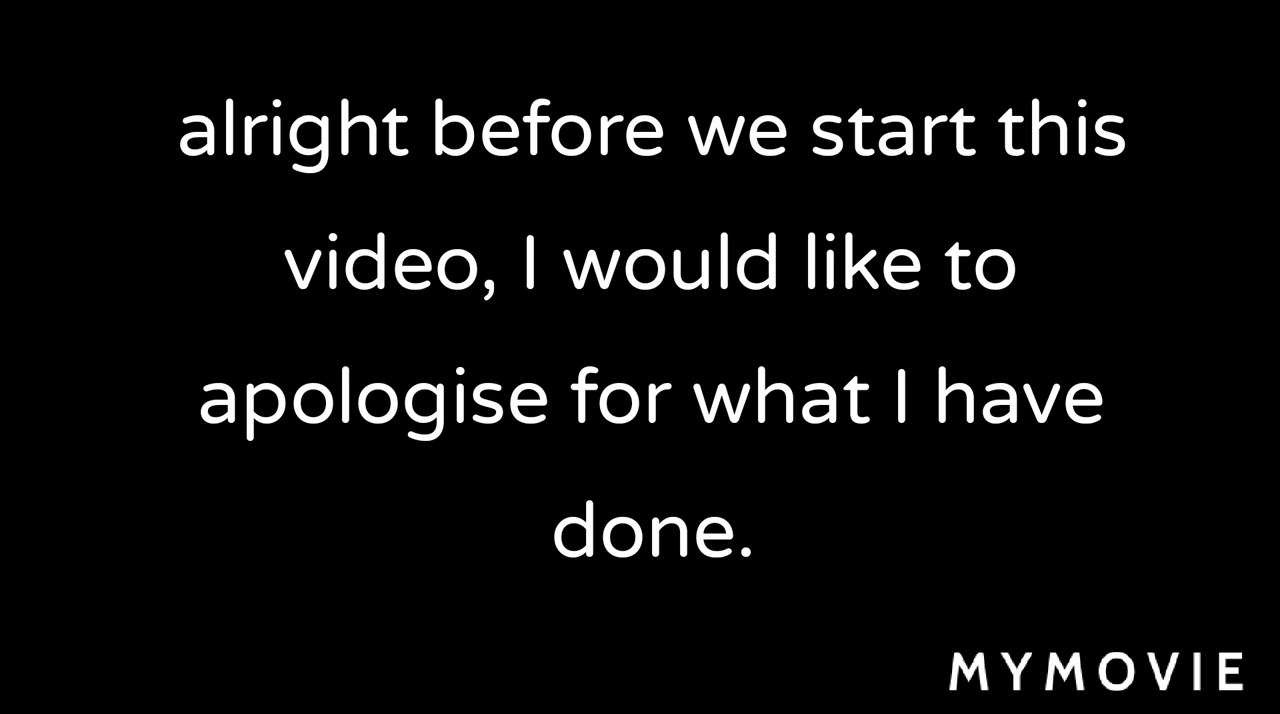 alright before we start this
video, I would like to
apologise for what I have
done.
MYMOVIE